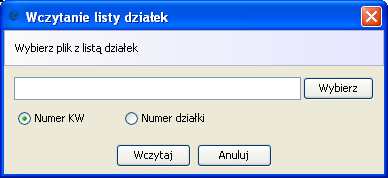 Wczytanie listy działek
Wybierz plik z listą działek
Wybierz
Numer KW Numer działki
Wczytaj Anuluj